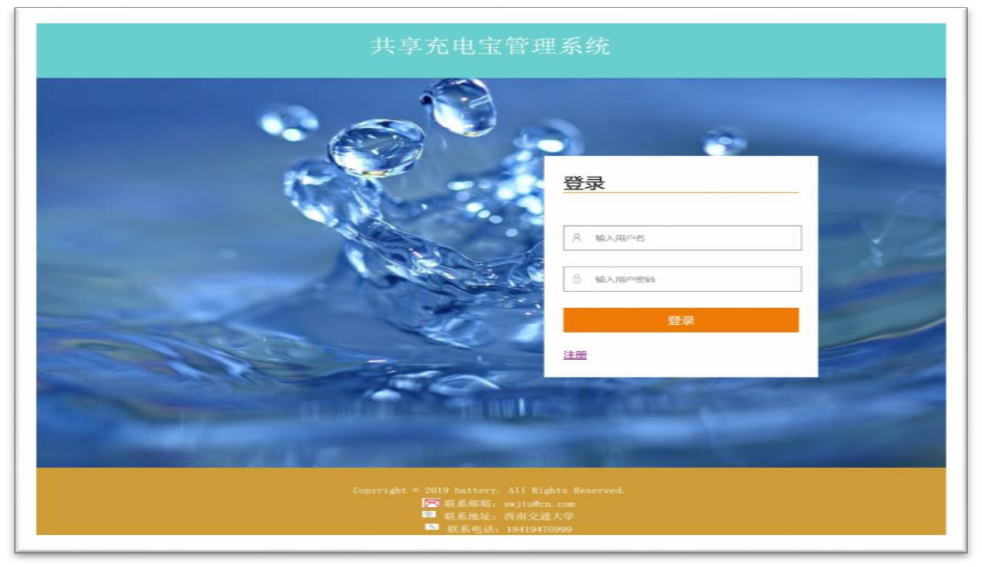 共享充电宝管理系统
登录
输入用户名
输入用户密码
登录
注册
Copyright © 2019 battery. All Rights Reserved.
联系邮箱：swjtu@cn.com
联系地址：西南交通大学
联系电话：18419476999